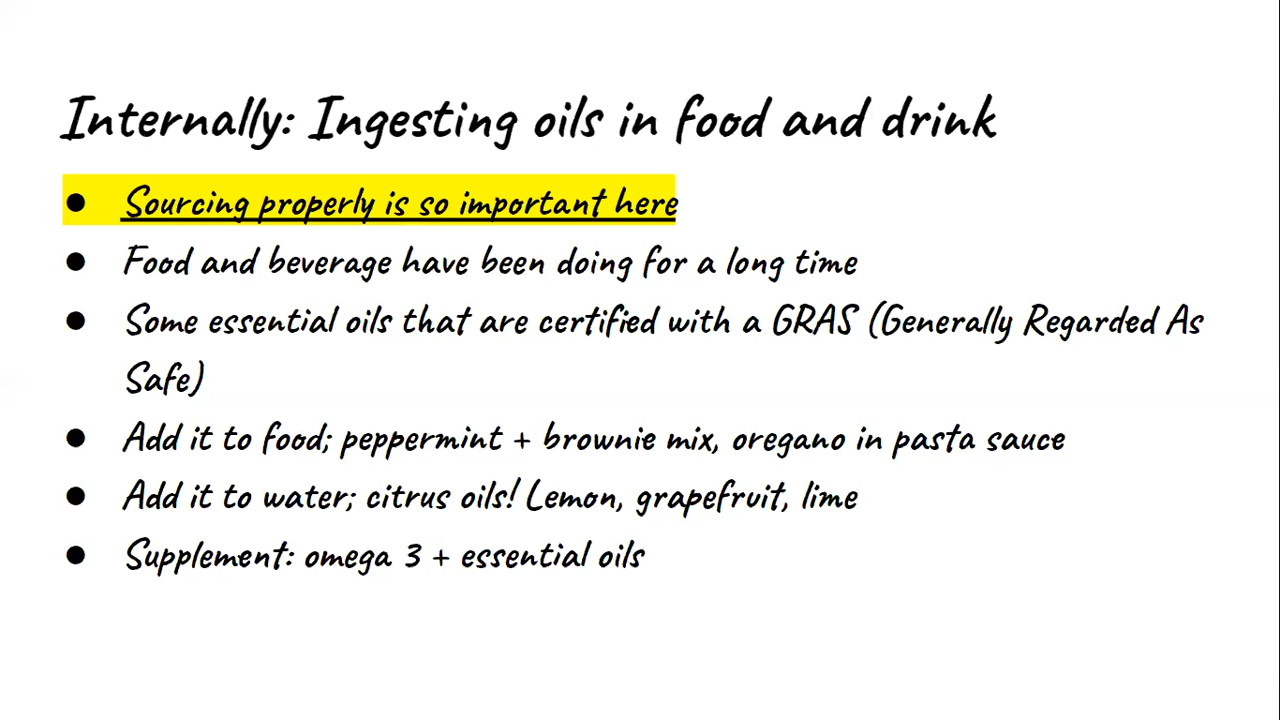 Internally: Ingesting oils in food and drink
● Sourcing properly is so important here
● Food and beverage have been doing for a long time
● Some essential oils that are certified with a GRAS (Generally Regarded As
Safe)
● Add it to food; peppermint + brownie mix, oregano in pasta sauce
● Add it to water; citrus oils! Lemon, grapefruit, lime
● Supplement: omega 3 + essential oils